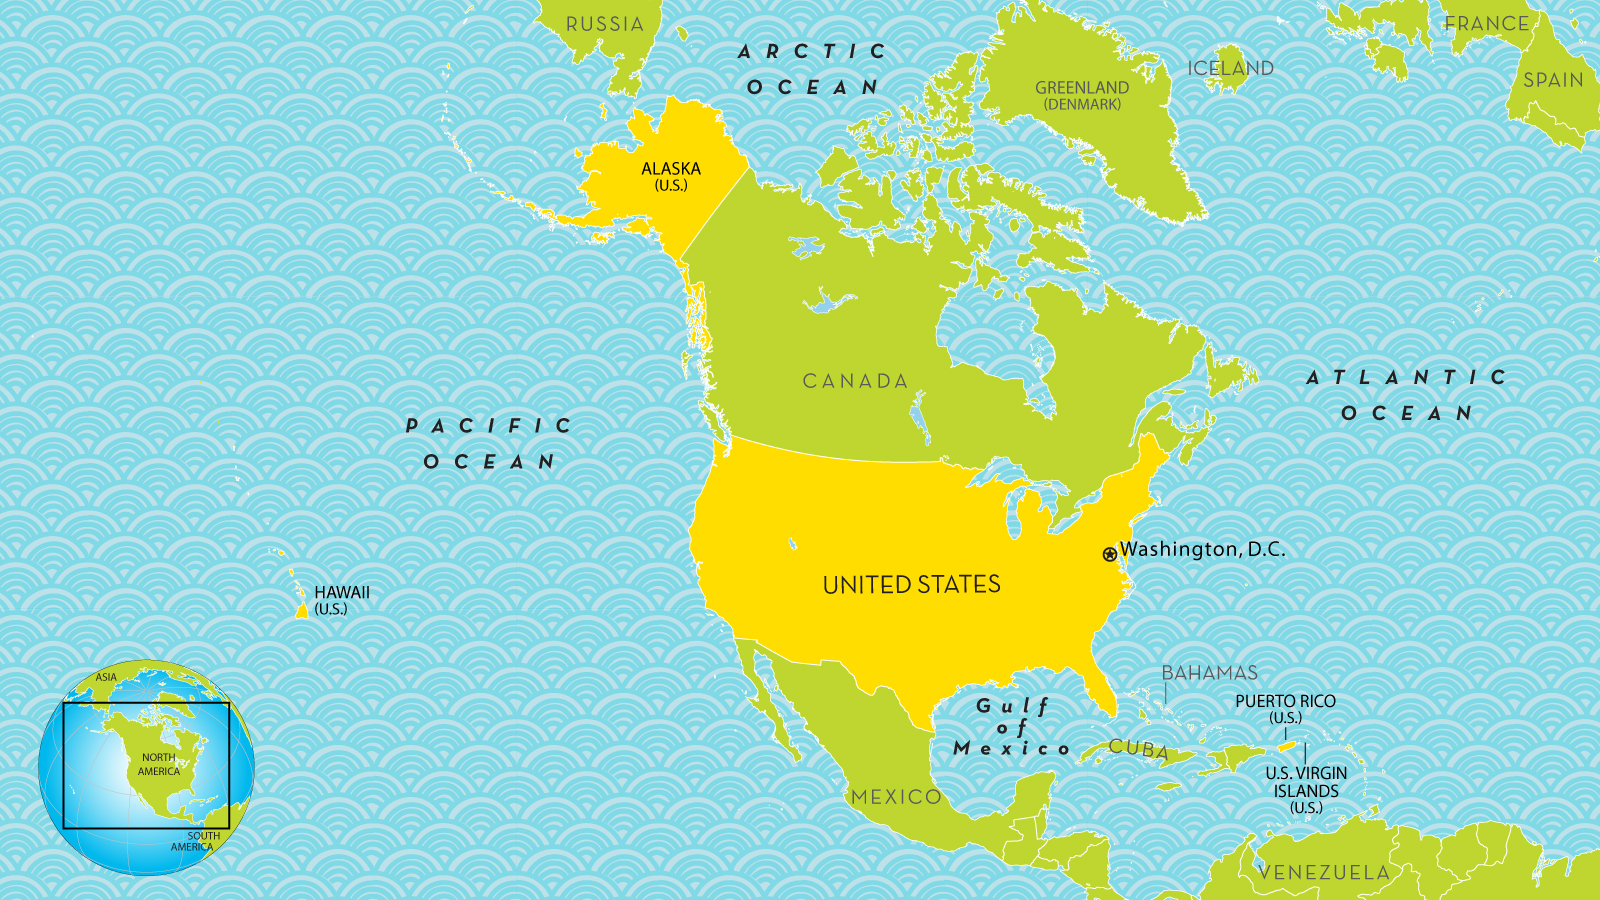 RUSSIA
ARCTIC
OCEAN
GREENLAND
(DENMARK)
ICELAND
FRANCE
SPAIN
ALASKA
(U.S.)
CANADA
PACIFIC
OCEAN
ATLANTIC
OCEAN
Washington, D.C.
UNITED STATES
HAWAII
(U.S.)
Gulf
of
Mexico
BAHAMAS
PUERTO RICO
(U.S.)
CUBA
U.S. VIRGIN
ISLANDS
(U.S.)
MEXICO
VENEZUELA
ASIA
NORTH
AMERICA
SOUTH
AMERICA